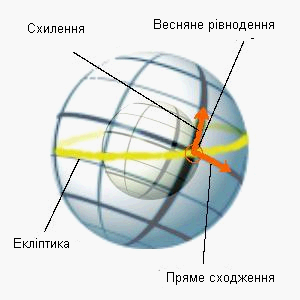 Весняне рівнодення
Схилення
Екліптика
Пряме сходження